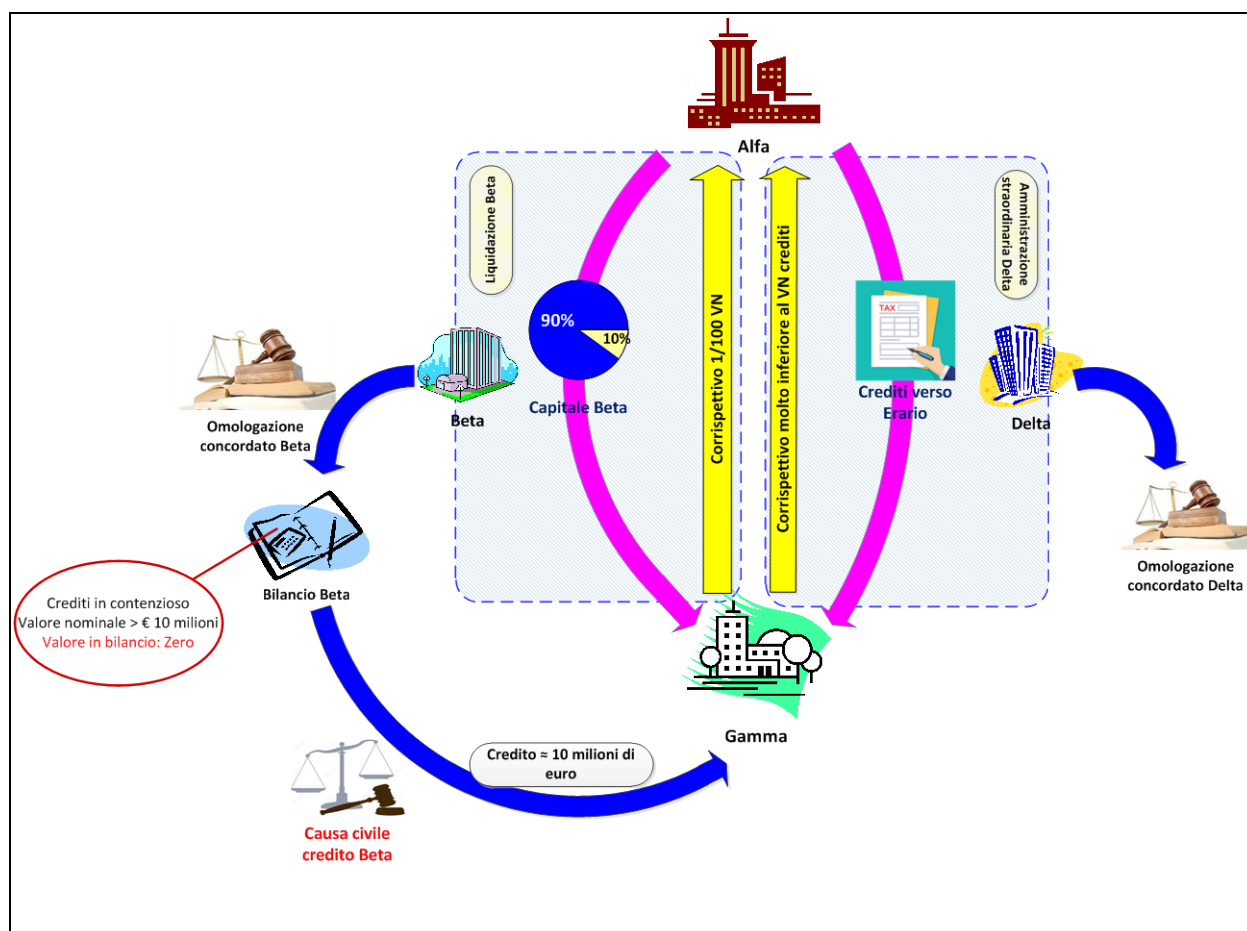 Alfa
Liquidazione Beta
Amministrazione
straordinaria Delta
90%
10%
Capitale Beta
Corrispettivo 1/100 VN
Corrispettivo molto inferiore al VN crediti
TAX
Crediti verso
Erario
Beta
Delta
Omologazione
concordato Beta
Omologazione
concordato Delta
Bilancio Beta
Crediti in contenzioso
Valore nominale > € 10 milioni
Valore in bilancio: Zero
Gamma
Credito ≈ 10 milioni di
euro
Causa civile
credito Beta